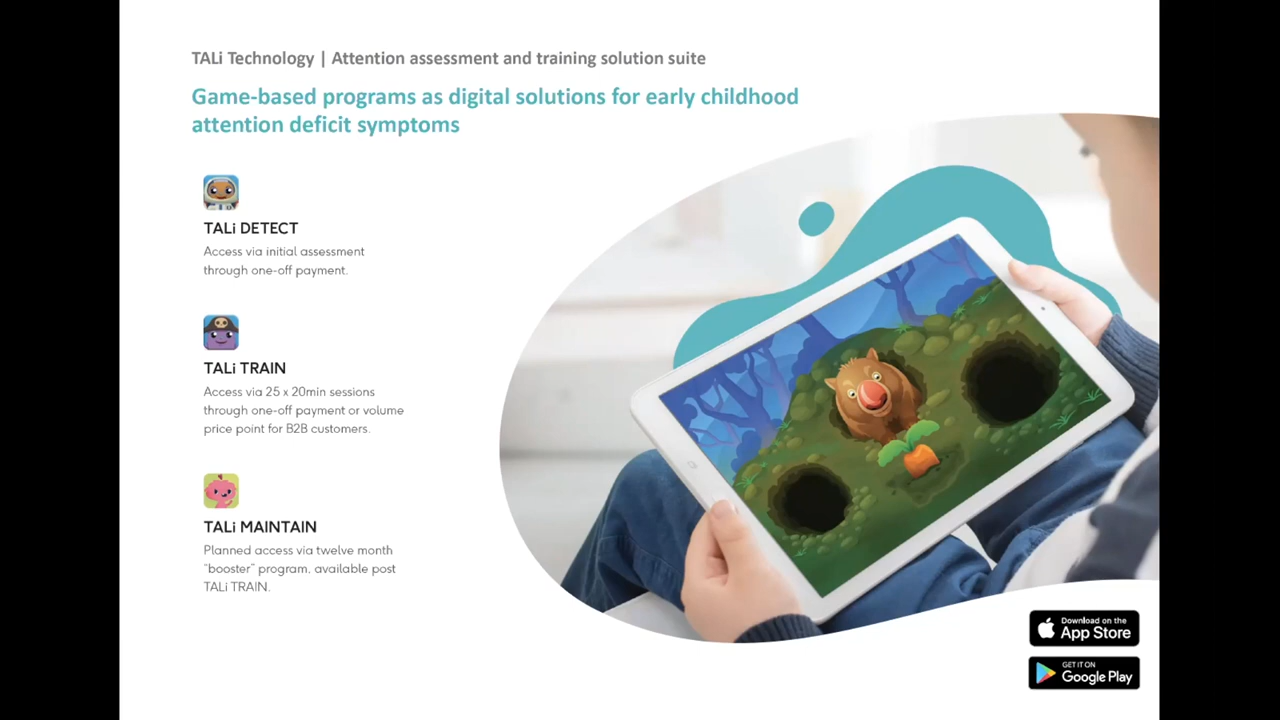 TALi Technology | Attention assessment and training solution suite
Game-based programs as digital solutions for early childhood
attention deficit symptoms
TALi DETECT
Access via initial assessment
through one-off payment.
TALi TRAIN
Access via 25 x 20min sessions
through one-off payment or volume
price point for B2B customers.
TALi MAINTAIN
Planned access via twelve month
"booster" program, available post
TALi TRAIN.
Download on the
App Store
GET IT ON
Google Play